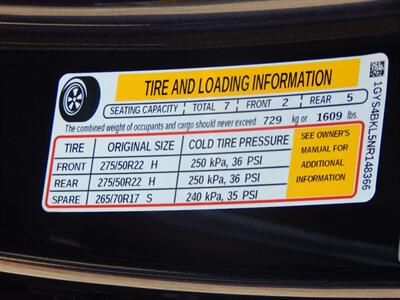 TIRE AND LOADING INFORMATION
SEATING CAPACITY | TOTAL 7 | FRONT 2 | REAR 5
The combined weight of occupants and cargo should never exceed 729 kg or 1609 lbs.
TIRE ORIGINAL SIZE COLD TIRE PRESSURE
FRONT 275/50R22 H 250 kPa, 36 PSI
REAR 275/50R22 H 250 kPa, 36 PSI
SPARE 265/70R17 S 240 kPa, 35 PSI
SEE OWNER'S
MANUAL FOR
ADDITIONAL
INFORMATION
1GYS4BKL5NR148366